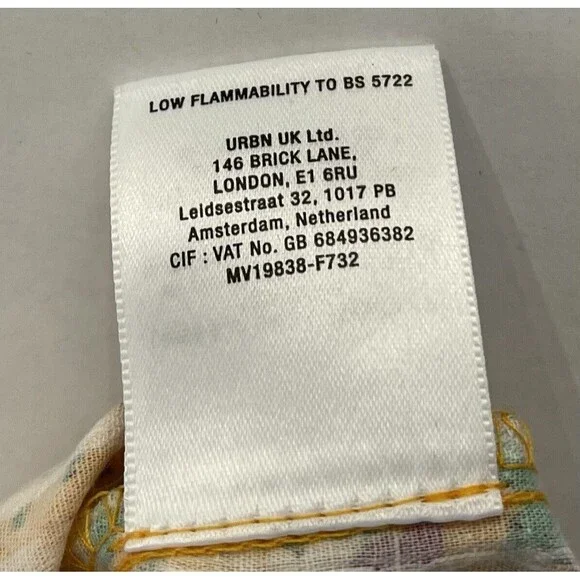 LOW FLAMMABILITY TO BS 5722
URBN UK Ltd.
146 BRICK LANE,
LONDON, E1 6RU
Leidsestraat 32, 1017 PB
Amsterdam, Netherland
CIF : VAT No. GB 684936382
MV19838-F732